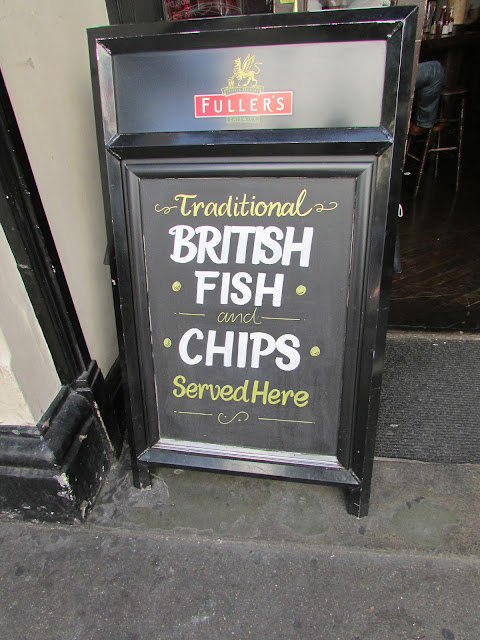 FULLER'S
Traditional
BRITISH
FISH
and
CHIPS
Served Here